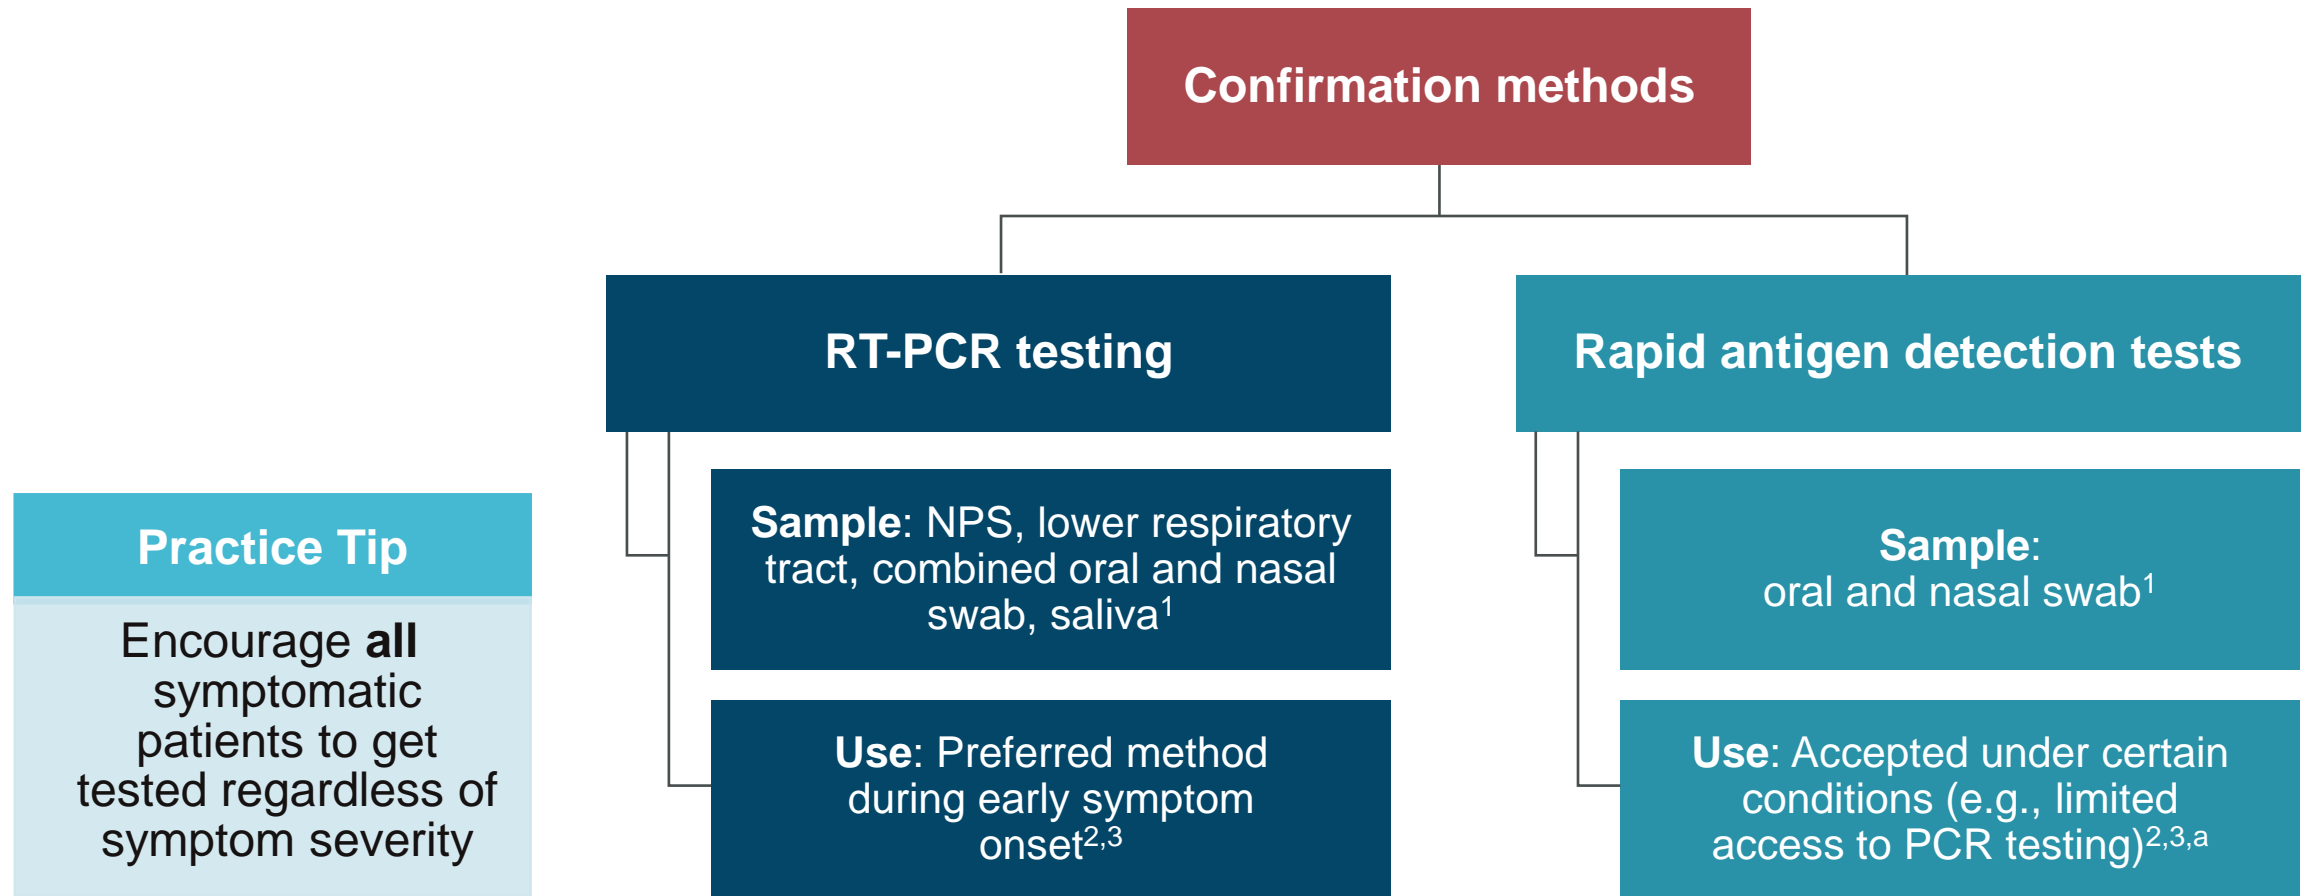 Confirmation methods
RT-PCR testing
Rapid antigen detection tests
Sample: NPS, lower respiratory
tract, combined oral and nasal
swab, saliva1
Sample:
oral and nasal swab1
Use: Preferred method
during early symptom
onset2,3
Use: Accepted under certain
conditions (e.g., limited
access to PCR testing)2,3,a
Practice Tip
Encourage all
symptomatic
patients to get
tested regardless of
symptom severity